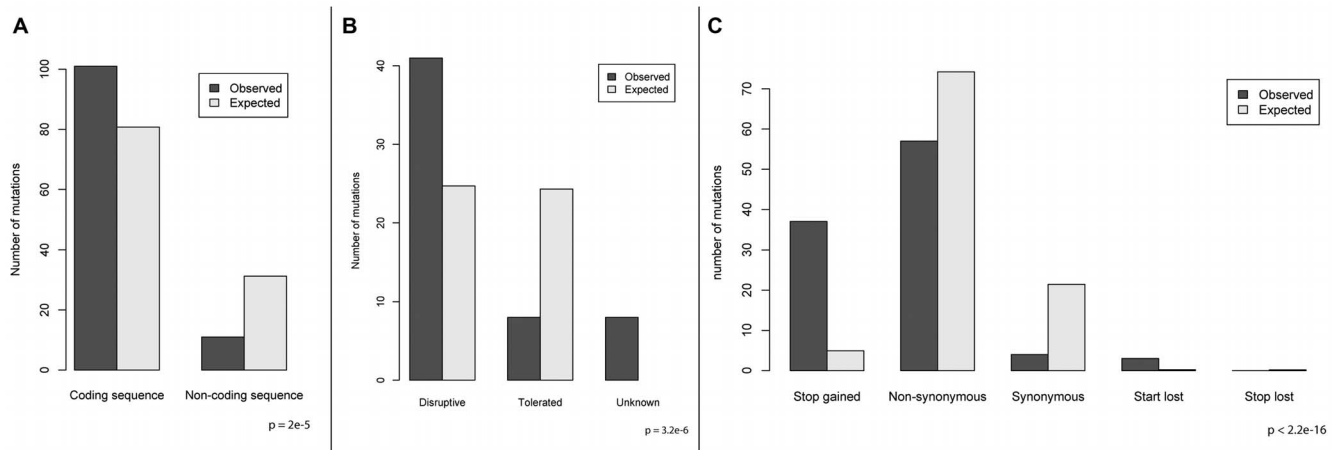 A
Number of mutations
100
80
60
40
20
0
Observed
Expected
Coding sequence
Non-coding sequence
p = 2e-5
B
Number of mutations
40
30
20
10
0
Observed
Expected
Disruptive
Tolerated
Unknown
p = 3.2e-6
C
number of mutations
70
60
50
40
30
20
10
0
Observed
Expected
Stop gained
Non-synonymous
Synonymous
Start lost
Stop lost
p < 2.2e-16